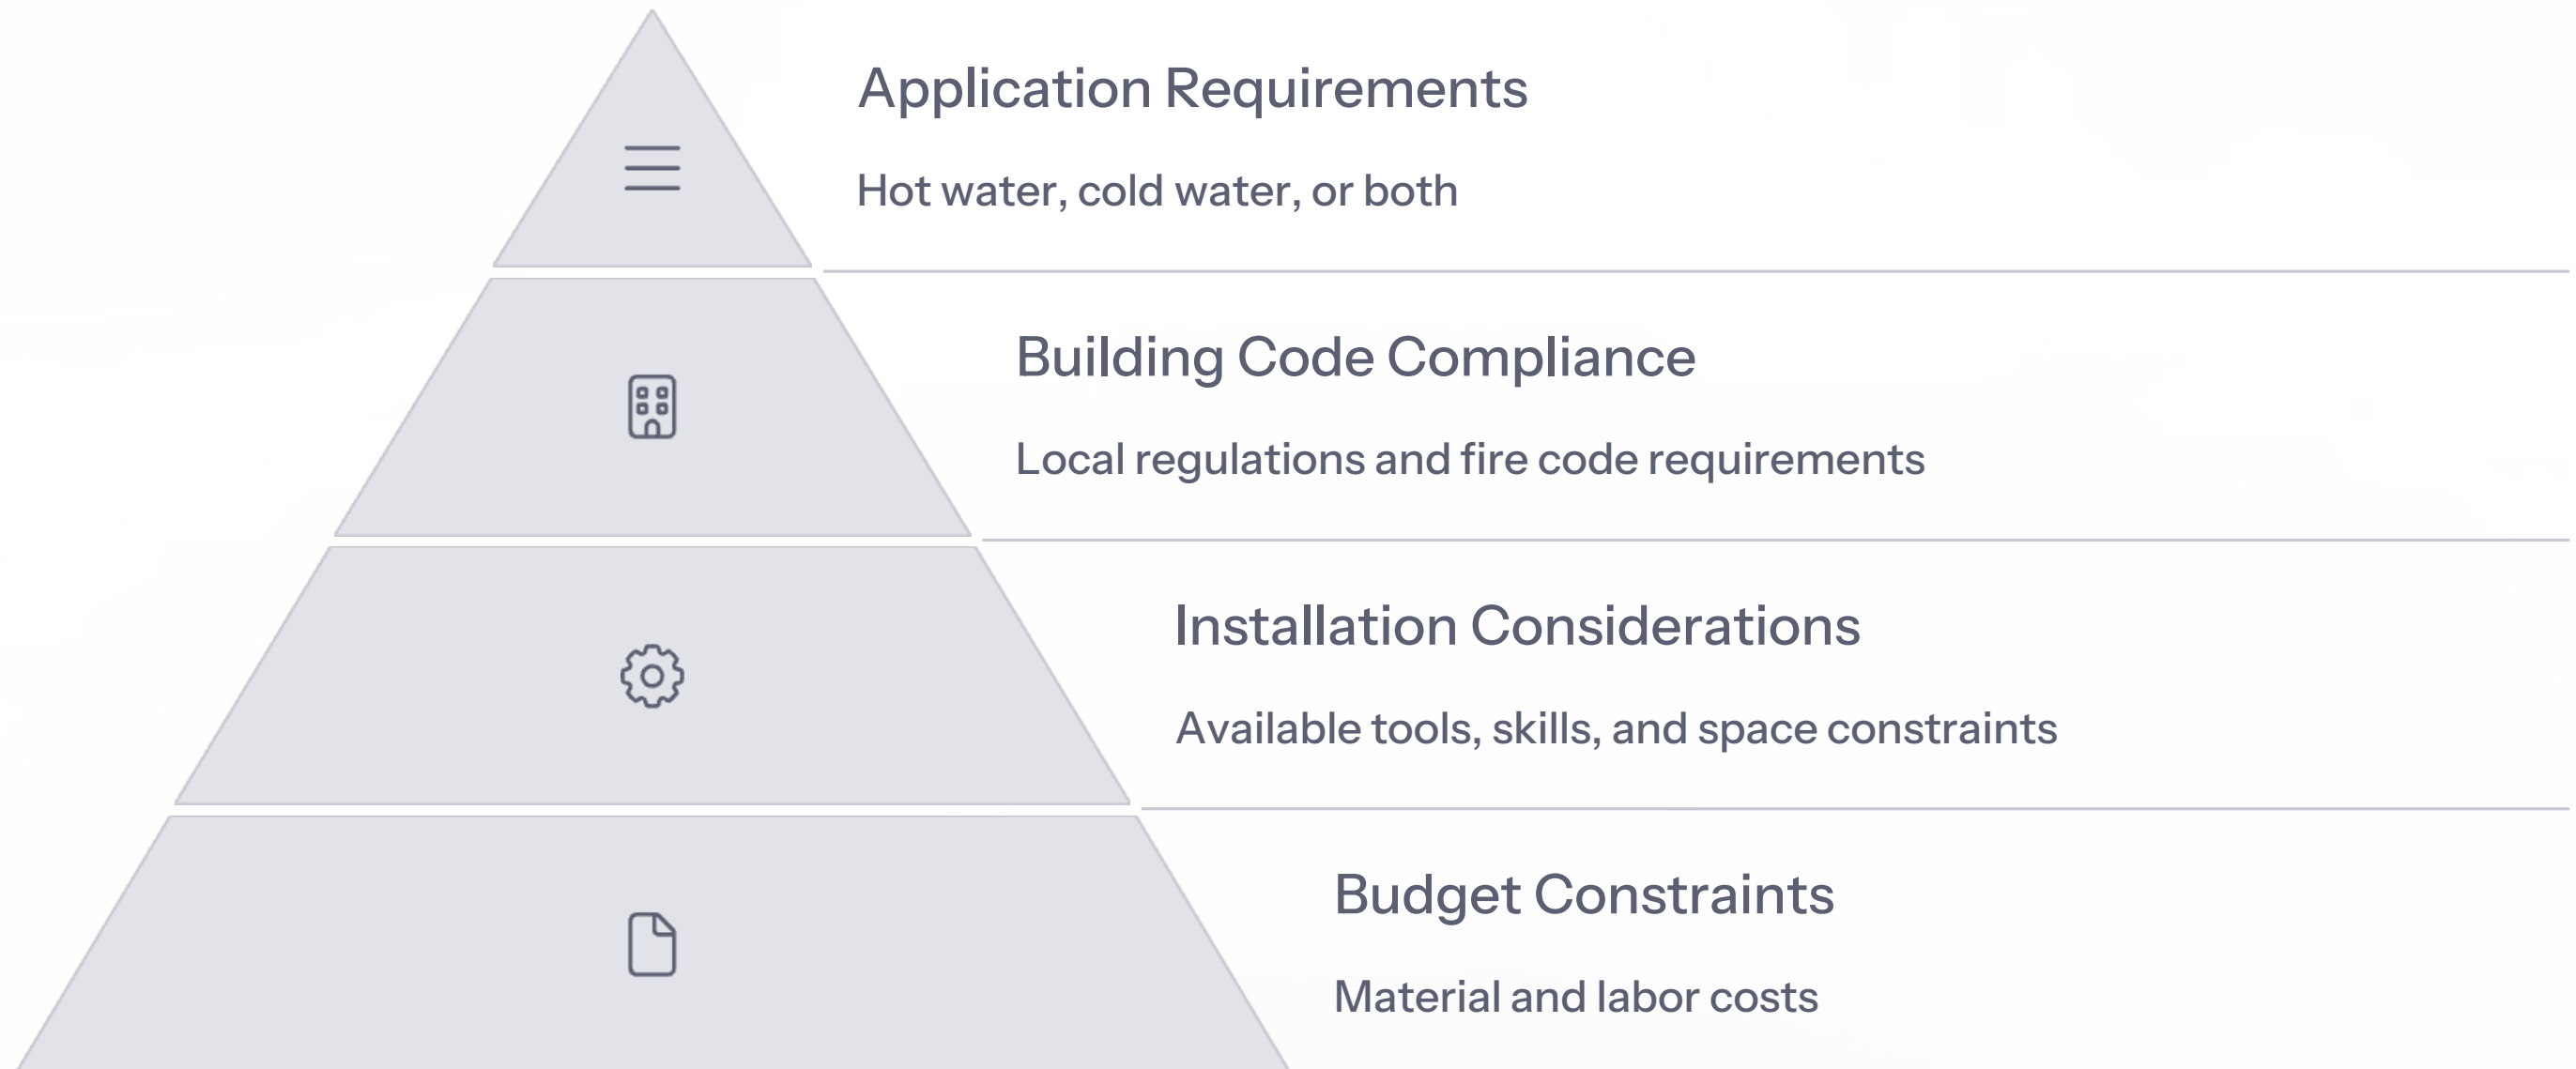 Application Requirements
Hot water, cold water, or both
Building Code Compliance
Local regulations and fire code requirements
Installation Considerations
Available tools, skills, and space constraints
Budget Constraints
Material and labor costs